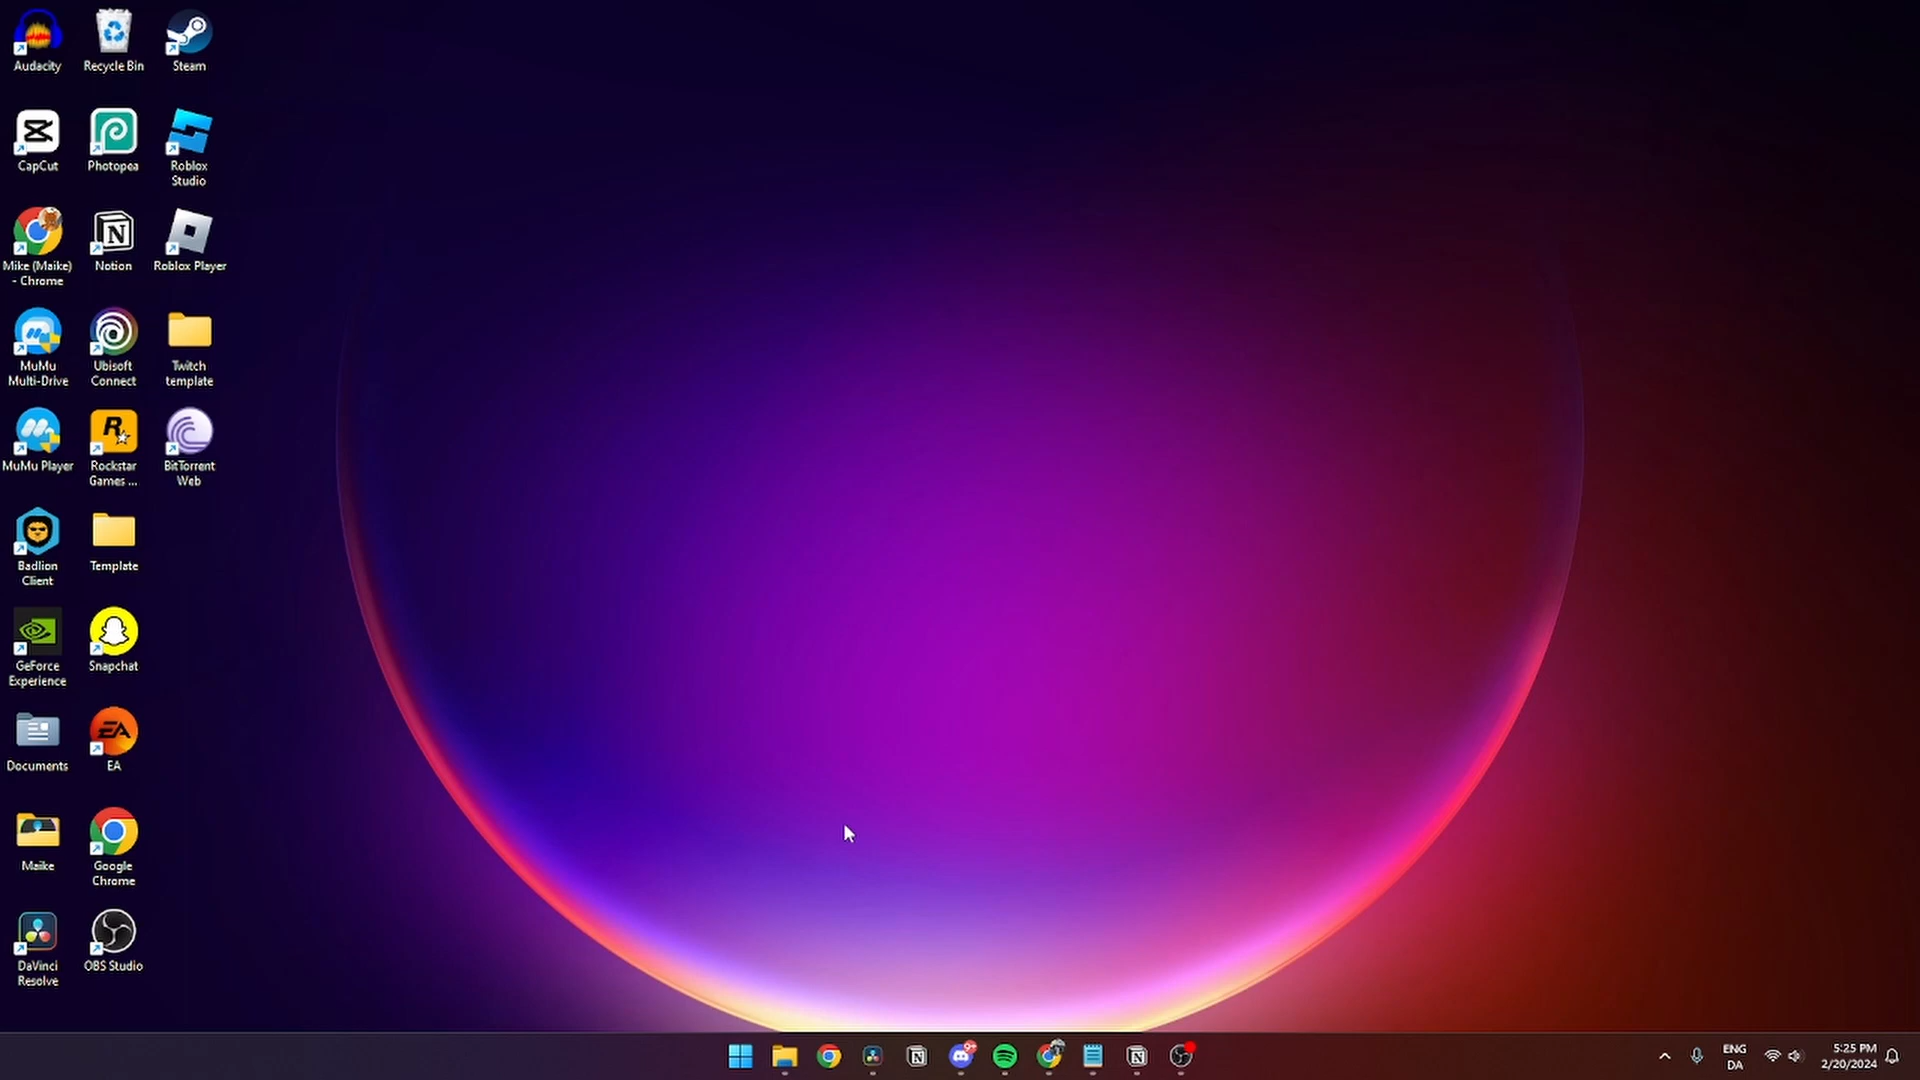 Audacity
Recycle Bin
Steam
CapCut
Photopea
Roblox
Studio
Mike (Maike)
- Chrome
Notion
Roblox Player
MuMu
Multi-Drive
Ubisoft
Connect
Twitch
template
MuMu Player
Rockstar
Games ...
BitTorrent
Web
Badlion
Client
Template
GeForce
Experience
Snapchat
Documents
EA
Maike
Google
Chrome
DaVinci
Resolve
OBS Studio
9+
ENG
DA
5:25 PM
2/20/2024